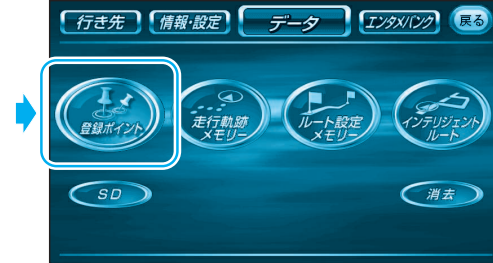 行き先 情報・設定 データ エンタメバンク 戻る
登録ポイント 走行軌跡 ルート設定 インテリジェント
メモリー メモリー ルート
SD 消去